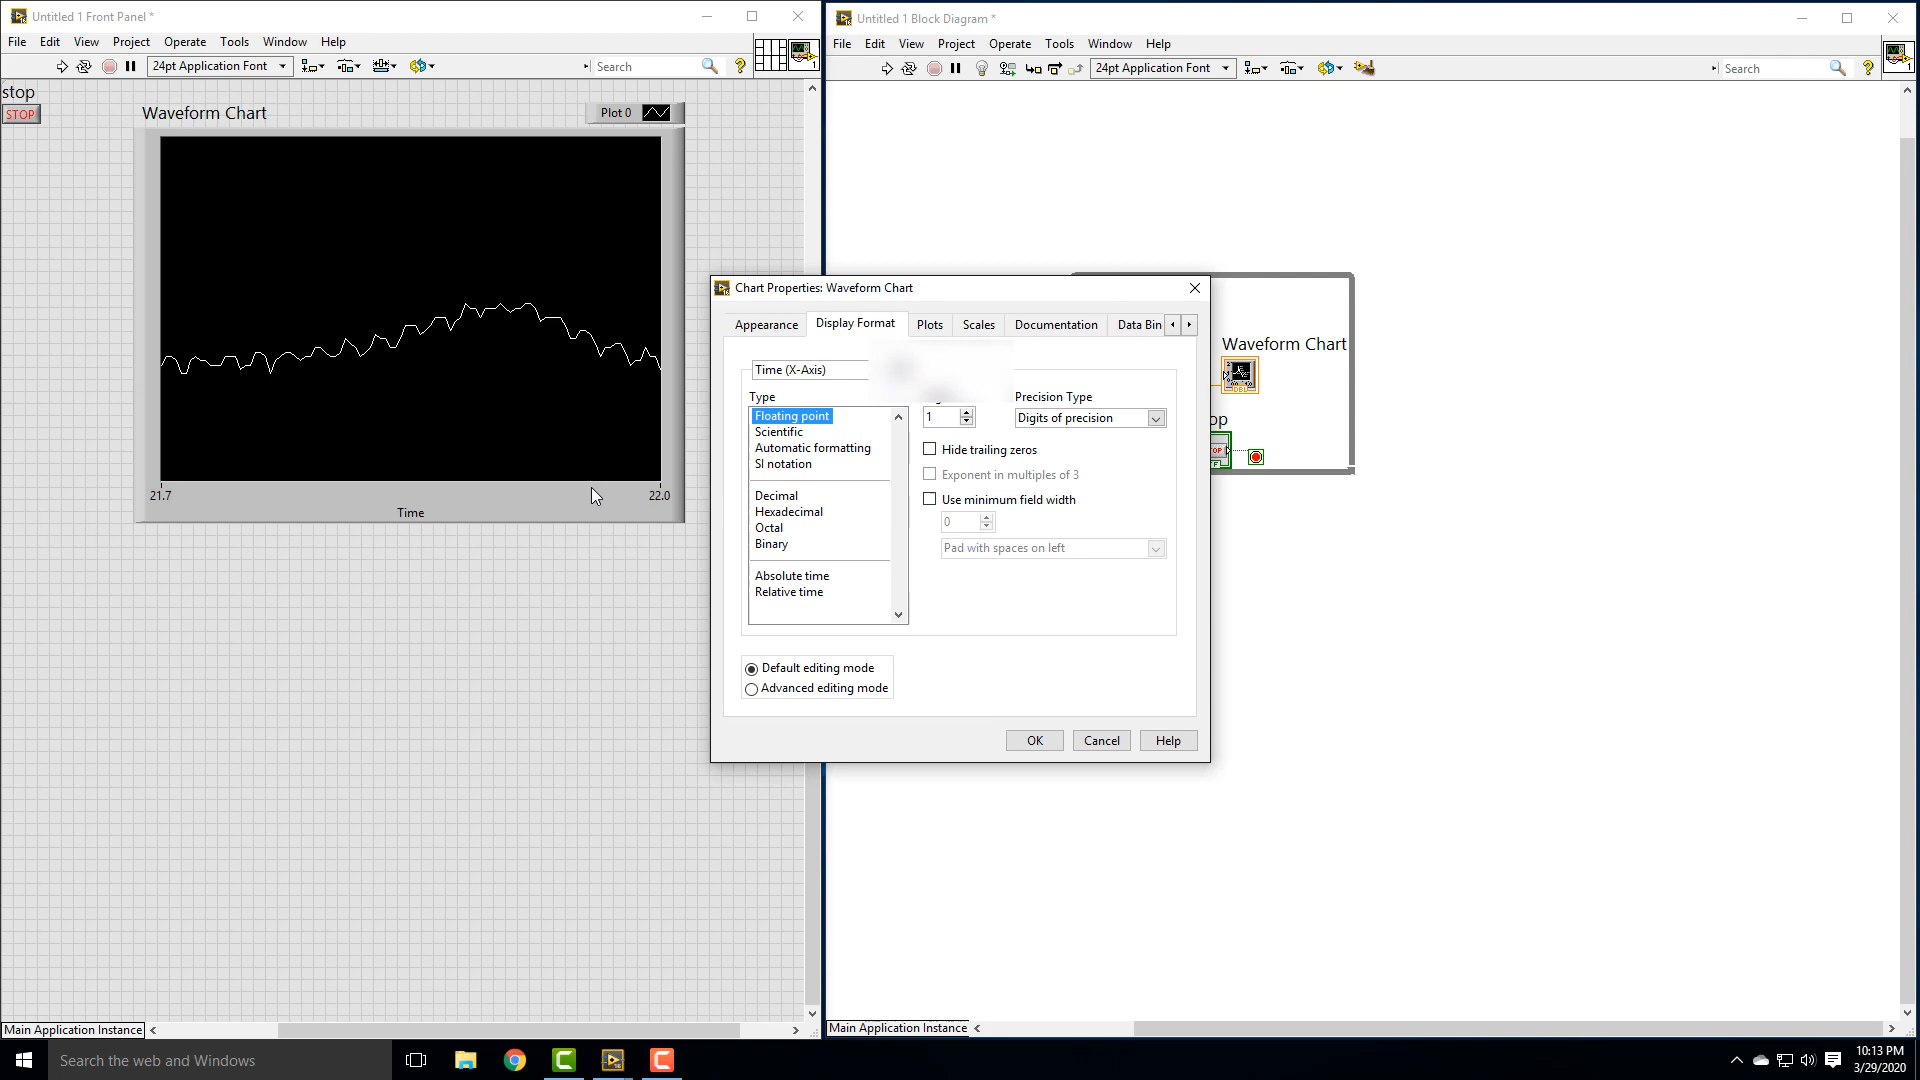 Untitled 1 Front Panel *
File Edit View Project Operate Tools Window Help
24pt Application Font
Search
stop
STOP
Waveform Chart
Plot 0
21.7
22.0
Time
Main Application Instance
Untitled 1 Block Diagram *
File Edit View Project Operate Tools Window Help
24pt Application Font
Search
Waveform Chart
DBL
op
OP
F
Main Application Instance
Chart Properties: Waveform Chart
Appearance Display Format Plots Scales Documentation Data Bin
Time (X-Axis)
Type
Floating point
Scientific
Automatic formatting
SI notation
Decimal
Hexadecimal
Octal
Binary
Absolute time
Relative time
1
Precision Type
Digits of precision
Hide trailing zeros
Exponent in multiples of 3
Use minimum field width
0
Pad with spaces on left
Default editing mode
Advanced editing mode
OK Cancel Help
Search the web and Windows
10:13 PM
3/29/2020